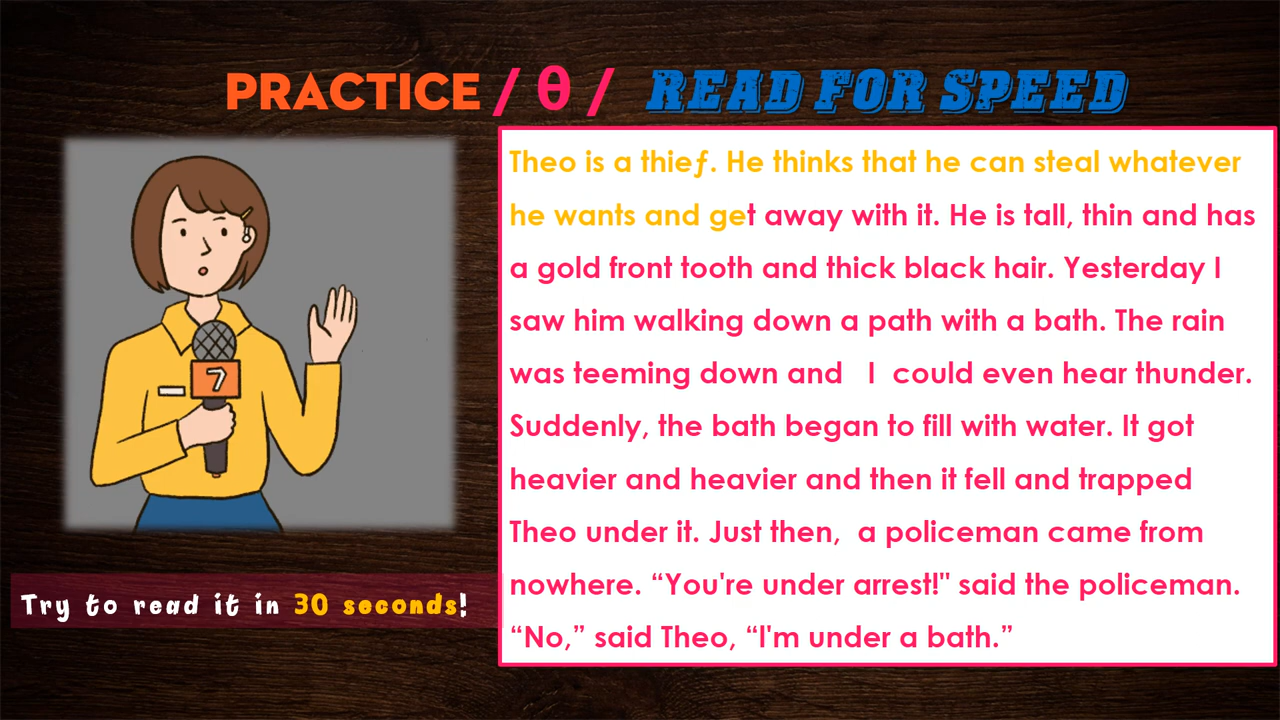 PRACTICE / θ / READ FOR SPEED
Theo is a thief. He thinks that he can steal whatever
he wants and get away with it. He is tall, thin and has
a gold front tooth and thick black hair. Yesterday I
saw him walking down a path with a bath. The rain
was teeming down and I could even hear thunder.
Suddenly, the bath began to fill with water. It got
heavier and heavier and then it fell and trapped
Theo under it. Just then, a policeman came from
nowhere. “You're under arrest!" said the policeman.
“No,” said Theo, “I'm under a bath.”
7
Try to read it in 30 seconds!